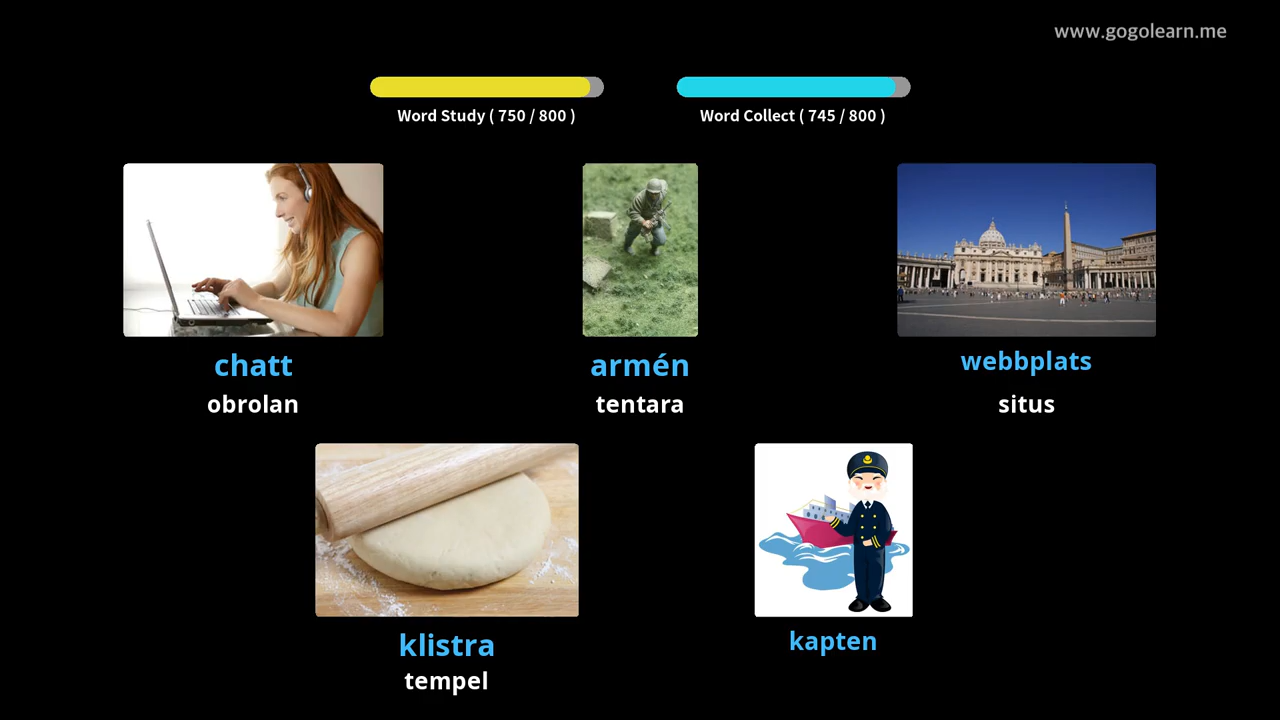 www.gogolearn.me
Word Study ( 750 / 800 )
Word Collect ( 745 / 800 )
chatt
obrolan
armén
tentara
webbplats
situs
klistra
tempel
kapten